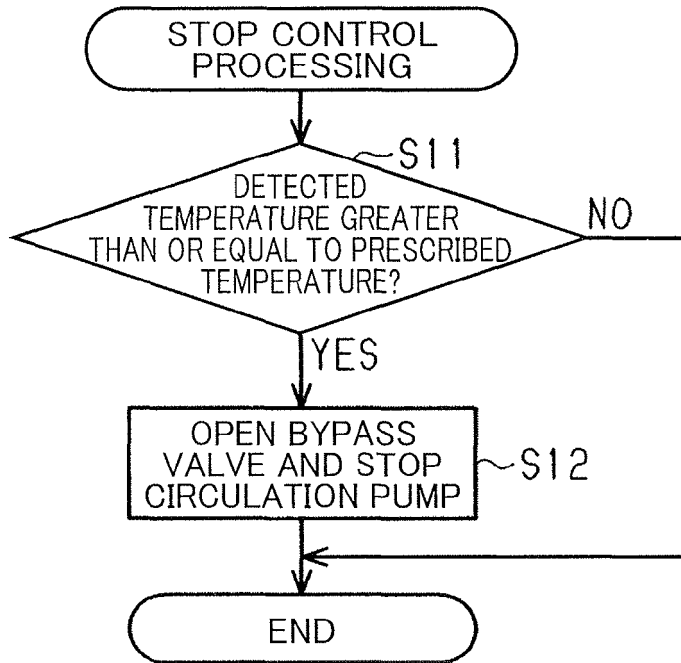 STOP CONTROL
PROCESSING
S11
DETECTED
TEMPERATURE GREATER
THAN OR EQUAL TO PRESCRIBED
TEMPERATURE?
NO
YES
OPEN BYPASS
VALVE AND STOP
CIRCULATION PUMP
S12
END